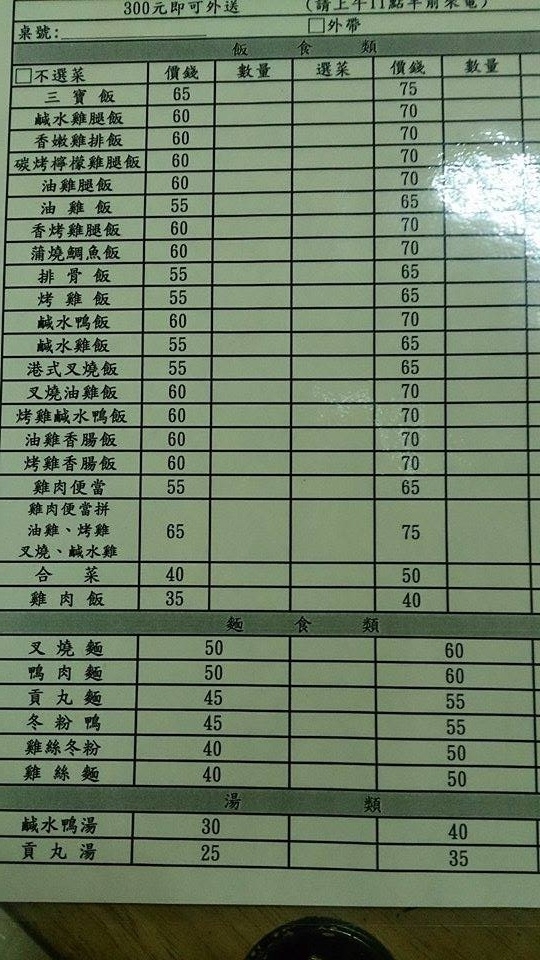 300元即可外送 (請上午11點半前來電)
桌號: □外帶
飯 食 類
□不選菜 價錢 數量 選菜 價錢 數量
三寶飯 65 75
鹹水雞腿飯 60 70
香嫩雞排飯 60 70
碳烤檸檬雞腿飯 60 70
油雞腿飯 60 70
油雞飯 55 65
香烤雞腿飯 60 70
蒲燒鯛魚飯 60 70
排骨飯 55 65
烤雞飯 55 65
鹹水鴨飯 60 70
鹹水雞飯 55 65
港式叉燒飯 55 65
叉燒油雞飯 60 70
烤雞鹹水鴨飯 60 70
油雞香腸飯 60 70
烤雞香腸飯 60 70
雞肉便當 55 65
雞肉便當拼
油雞、烤雞 65 75
叉燒、鹹水雞
合菜 40 50
雞肉飯 35 40
麵 食 類
叉燒麵 50 60
鴨肉麵 50 60
貢丸麵 45 55
冬粉鴨 45 55
雞絲冬粉 40 50
雞絲麵 40 50
湯 類
鹹水鴨湯 30 40
貢丸湯 25 35